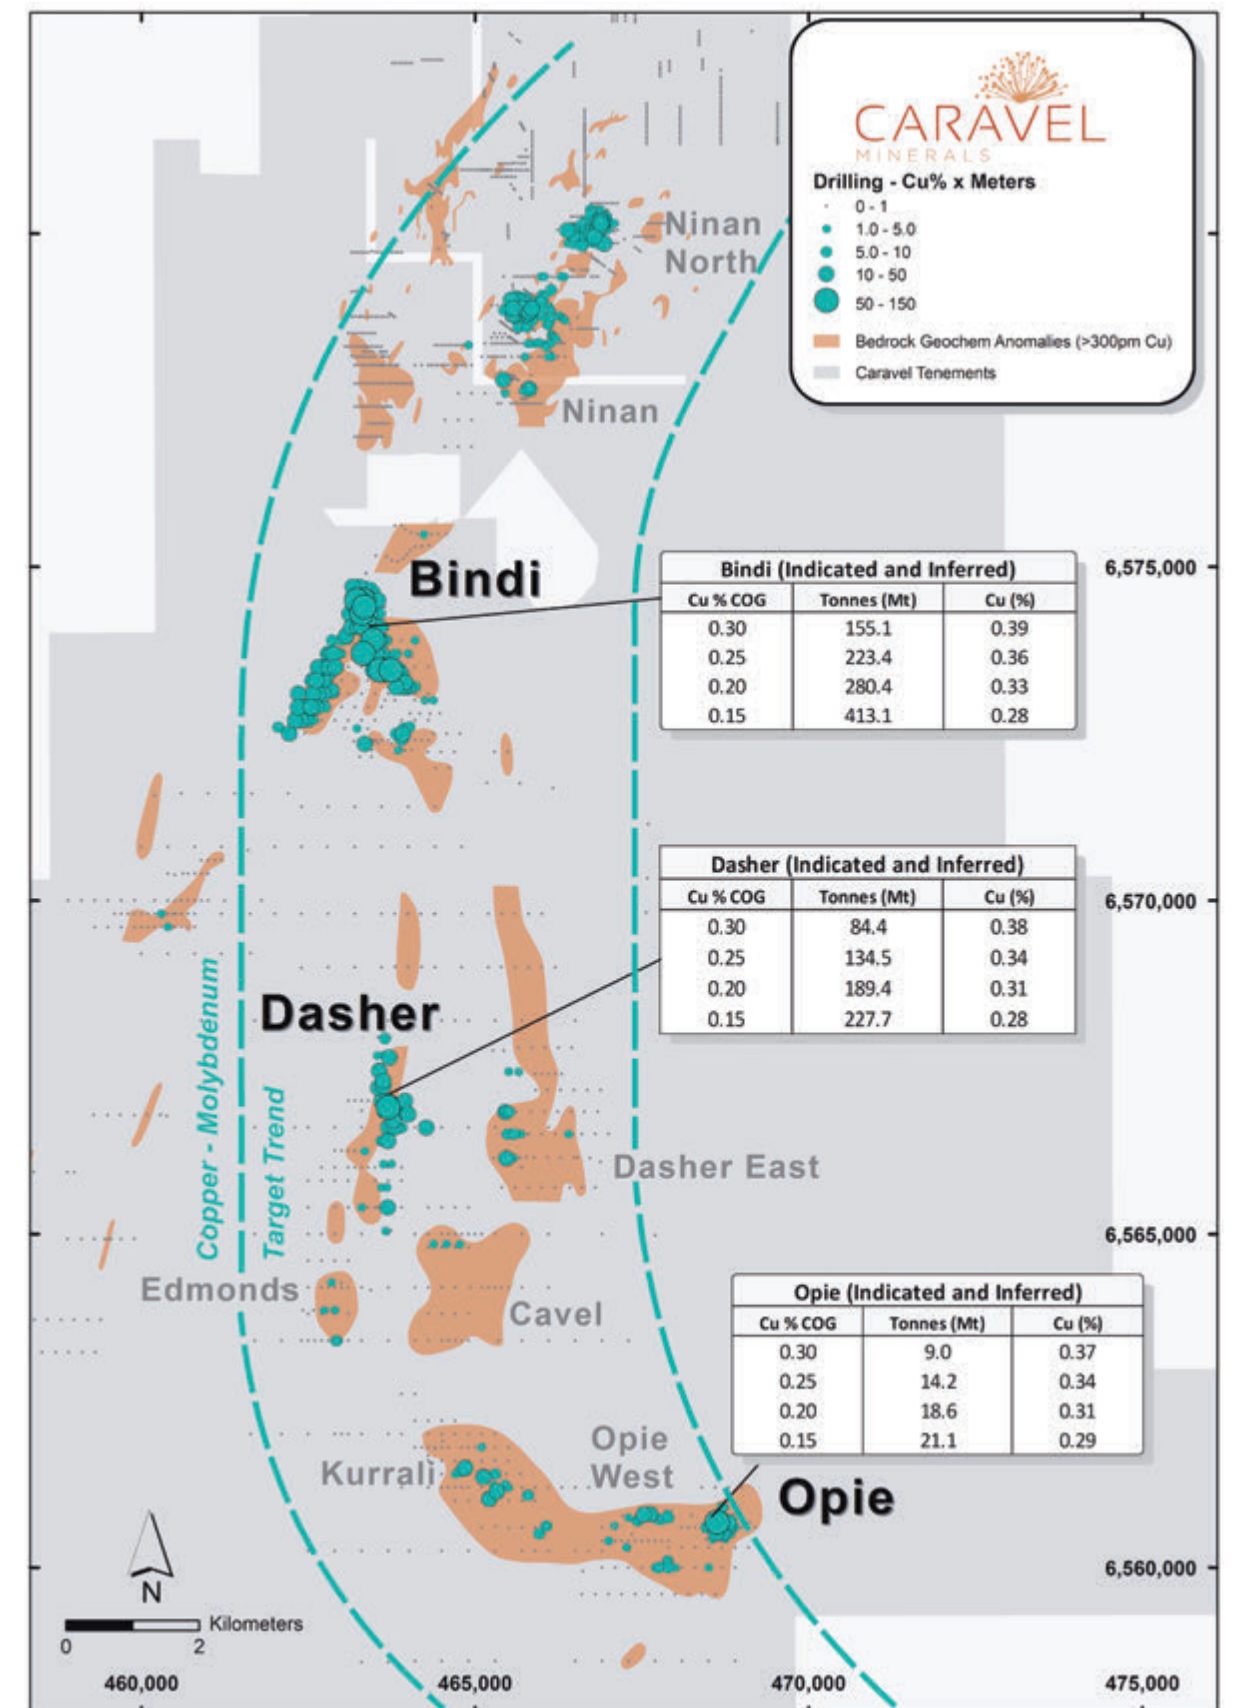 CARAVEL
MINERALS
Drilling - Cu% x Meters
0 - 1
1.0 - 5.0
5.0 - 10
10 - 50
50 - 150
Bedrock Geochem Anomalies (>300pm Cu)
Caravel Tenements
Ninan
North
Ninan
Bindi
Bindi (Indicated and Inferred)
Cu % COG Tonnes (Mt) Cu (%)
0.30 155.1 0.39
0.25 223.4 0.36
0.20 280.4 0.33
0.15 413.1 0.28
6,575,000
Dasher (Indicated and Inferred)
Cu % COG Tonnes (Mt) Cu (%)
0.30 84.4 0.38
0.25 134.5 0.34
0.20 189.4 0.31
0.15 227.7 0.28
6,570,000
Dasher
Copper - Molybdenum
Target Trend
Dasher East
6,565,000
Edmonds
Cavel
Opie (Indicated and Inferred)
Cu % COG Tonnes (Mt) Cu (%)
0.30 9.0 0.37
0.25 14.2 0.34
0.20 18.6 0.31
0.15 21.1 0.29
Kurrali
Opie
West
Opie
6,560,000
N
Kilometers
0 2
460,000 465,000 470,000 475,000